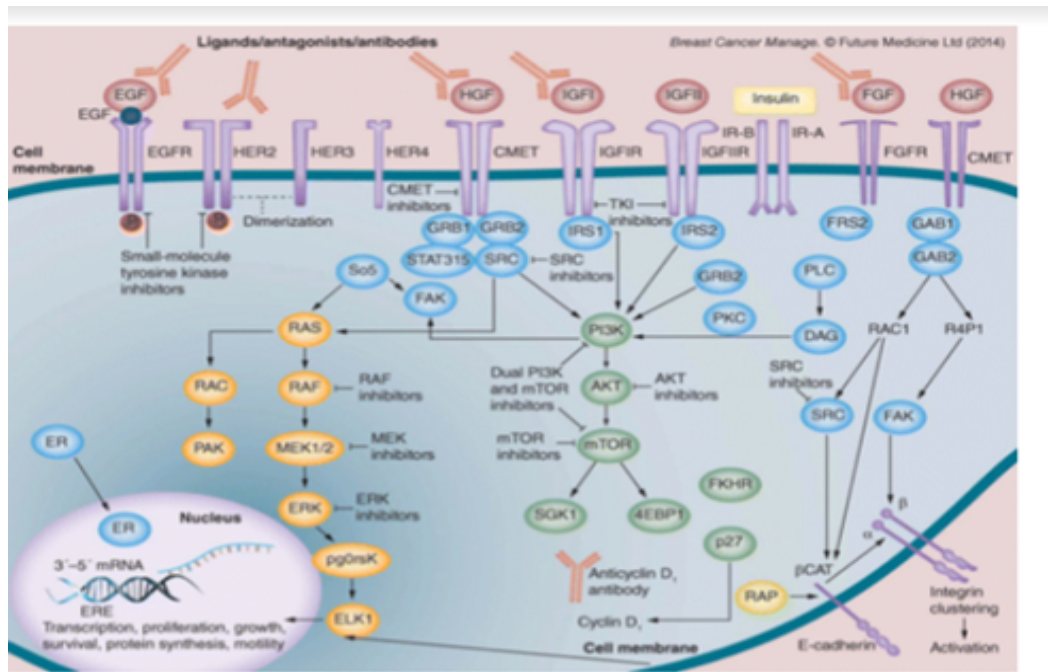 Ligands/antagonists/antibodies
Breast Cancer Manage. © Future Medicine Ltd (2014)
EGF
HGF
IGFI
IGFII
Insulin
FGF
HGF
EGF
IR-B
IR-A
Cell
membrane
EGFR
HER2
HER3
HER4
CMET
IGFIR
IGFIIR
FGFR
CMET
CMET
inhibitors
TKI
inhibitors
Dimerization
GRB1
GRB2
IRS1
IRS2
FRS2
GAB1
Small-molecule
tyrosine kinase
inhibitors
STAT315
SRC
SRC
inhibitors
GAB2
So5
FAK
GRB2
PLC
PKC
RAS
PI3K
DAG
RAC1
R4P1
RAC
RAF
RAF
inhibitors
Dual PI3K
and mTOR
inhibitors
AKT
AKT
inhibitors
SRC
inhibitors
SRC
FAK
ER
PAK
MEK1/2
MEK
inhibitors
mTOR
inhibitors
mTOR
FKHR
ERK
ERK
inhibitors
SGK1
4EBP1
β
α
Nucleus
ER
p27
pg0rsK
3´–5´ mRNA
Anticyclin D₁
antibody
βCAT
ERE
RAP
Integrin
clustering
ELK1
Transcription, proliferation, growth,
survival, protein synthesis, motility
Cyclin D₁
Cell membrane
E-cadherin
Activation